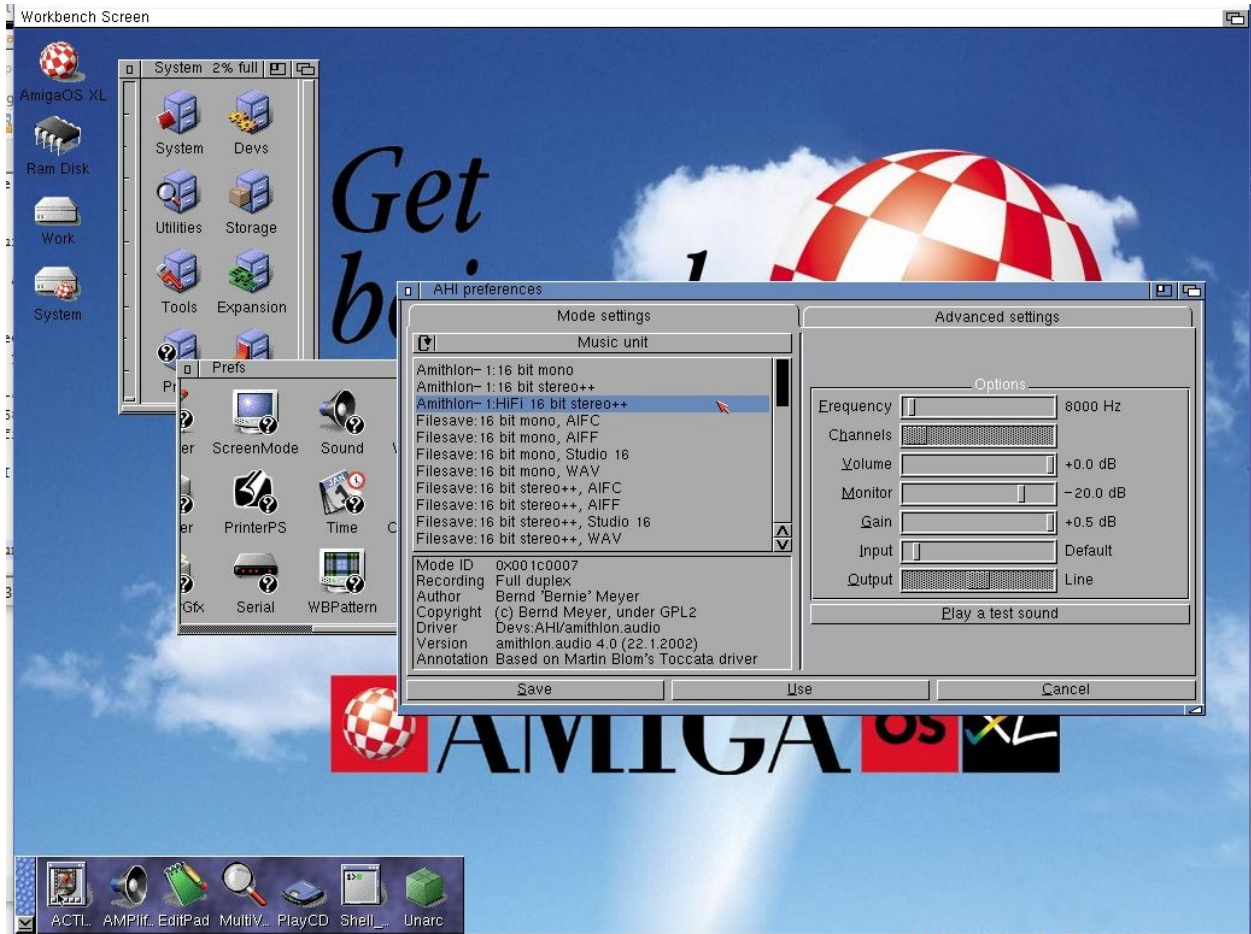 Workbench Screen
AmigaOS XL
Ram Disk
Work
System
System 2% full
System
Devs
Utilities
Storage
Tools
Expansion
Get
Prefs
ScreenMode
Sound
PrinterPS
Time
Serial
WBPattern
AHI preferences
Mode settings
Advanced settings
Music unit
Amithlon- 1:16 bit mono
Amithlon- 1:16 bit stereo++
Amithlon- 1:HiFi 16 bit stereo++
Filesave:16 bit mono, AIFC
Filesave:16 bit mono, AIFF
Filesave:16 bit mono, Studio 16
Filesave:16 bit mono, WAV
Filesave:16 bit stereo++, AIFC
Filesave:16 bit stereo++, AIFF
Filesave:16 bit stereo++, Studio 16
Filesave:16 bit stereo++, WAV
Mode ID 0x001c0007
Recording Full duplex
Author Bernd 'Bernie' Meyer
Copyright (c) Bernd Meyer, under GPL2
Driver Devs:AHI/amithlon.audio
Version amithlon.audio 4.0 (22.1.2002)
Annotation Based on Martin Blom's Toccata driver
Options
Frequency 8000 Hz
Channels
Volume +0.0 dB
Monitor -20.0 dB
Gain +0.5 dB
Input Default
Output Line
Play a test sound
Save
Use
Cancel
AMIGA OS XL
ACTI...
AMPlif...
EditPad
MultiV...
PlayCD
Shell_...
Unarc